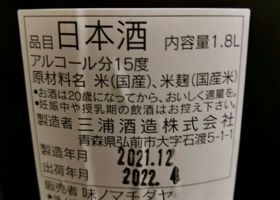 品目 日本酒 内容量1.8L
アルコール分15度
原材料名 米(国産)、米麹(国産米)
●お酒は20歳になってから、おいしく適量を。
●妊娠中や授乳期の飲酒はお控え下さい。
製造者 三浦酒造株式会社
青森県弘前市大字石渡5-1-1
製造年月 2021.12
出荷年月 2022.4
販売者 味ノマチダヤ